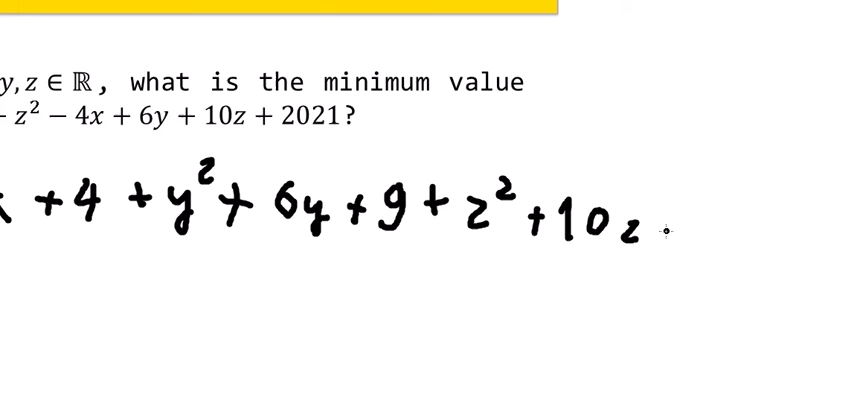 y, z ∈ ℝ, what is the minimum value
z² − 4x + 6y + 10z + 2021?
+4 + y² + 6y + 9 + z² + 10z